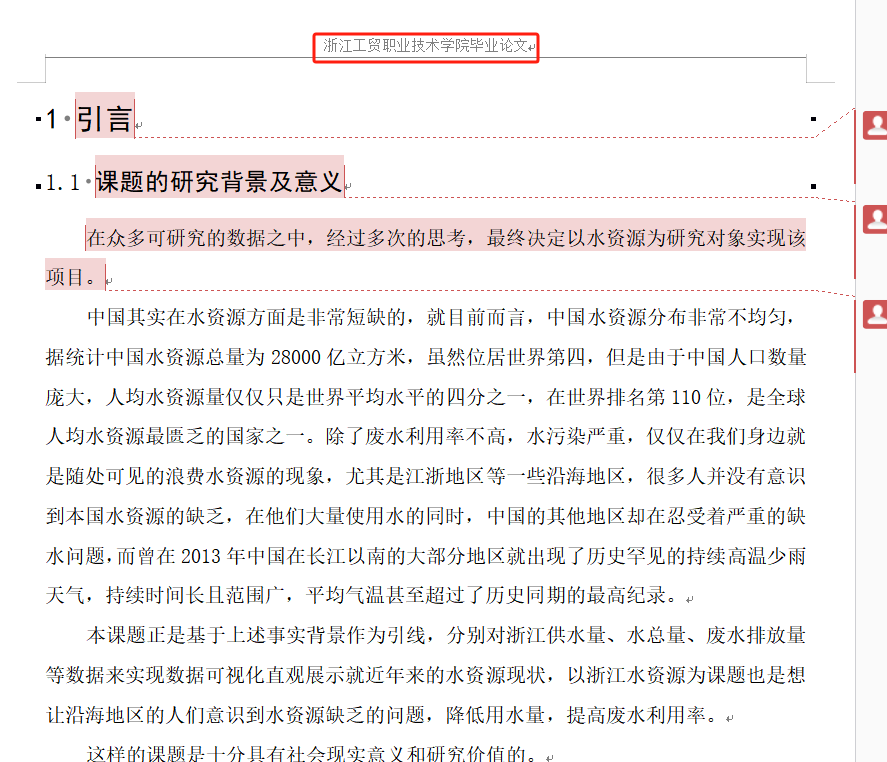 浙江工贸职业技术学院毕业论文
1 引言
1.1 课题的研究背景及意义
在众多可研究的数据之中，经过多次的思考，最终决定以水资源为研究对象实现该
项目。
中国其实在水资源方面是非常短缺的，就目前而言，中国水资源分布非常不均匀，
据统计中国水资源总量为 28000 亿立方米，虽然位居世界第四，但是由于中国人口数量
庞大，人均水资源量仅仅只是世界平均水平的四分之一，在世界排名第 110 位，是全球
人均水资源最匮乏的国家之一。除了废水利用率不高，水污染严重，仅仅在我们身边就
是随处可见的浪费水资源的现象，尤其是江浙地区等一些沿海地区，很多人并没有意识
到本国水资源的缺乏，在他们大量使用水的同时，中国的其他地区却在忍受着严重的缺
水问题，而曾在 2013 年中国在长江以南的大部分地区就出现了历史罕见的持续高温少雨
天气，持续时间长且范围广，平均气温甚至超过了历史同期的最高纪录。
本课题正是基于上述事实背景作为引线，分别对浙江供水量、水总量、废水排放量
等数据来实现数据可视化直观展示就近年来的水资源现状，以浙江水资源为课题也是想
让沿海地区的人们意识到水资源缺乏的问题，降低用水量，提高废水利用率。
这样的课题是十分具有社会现实意义和研究价值的。